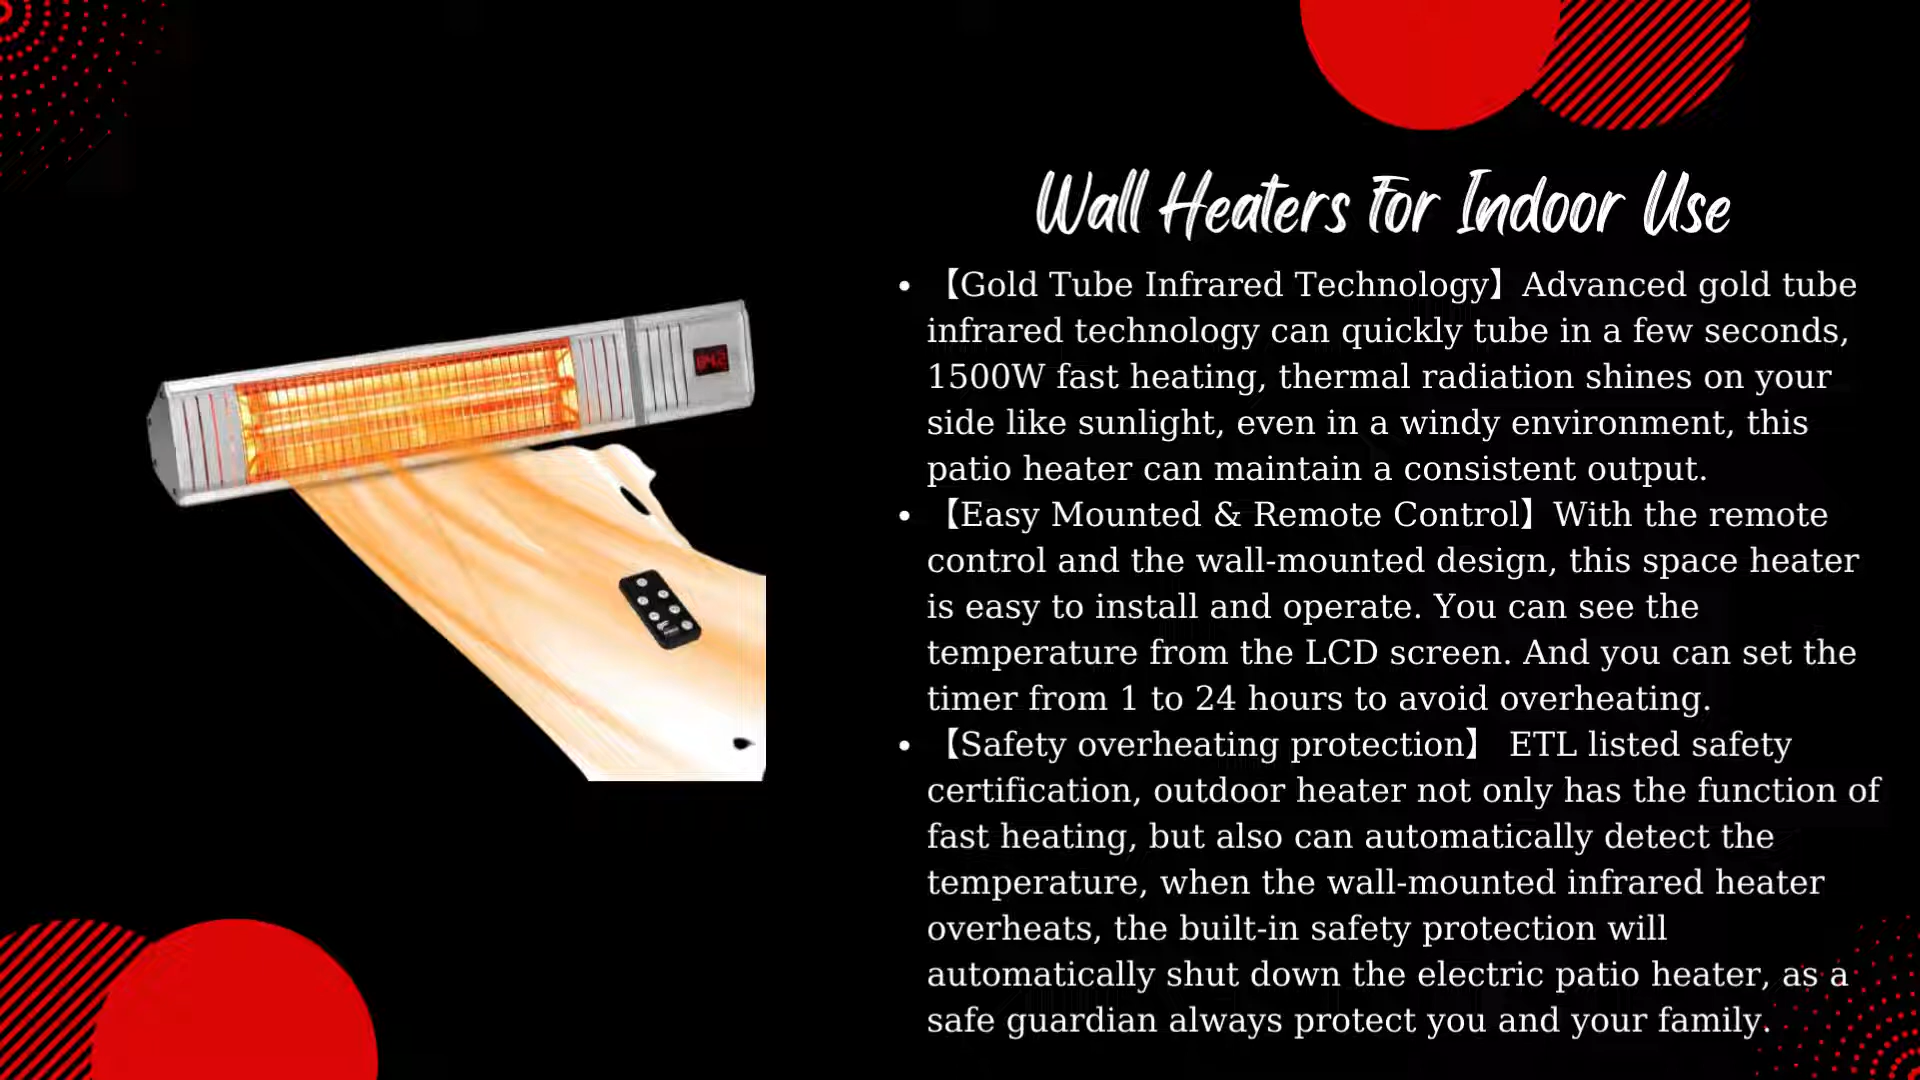 Wall Heaters For Indoor Use
• 【Gold Tube Infrared Technology】Advanced gold tube
infrared technology can quickly tube in a few seconds,
1500W fast heating, thermal radiation shines on your
side like sunlight, even in a windy environment, this
patio heater can maintain a consistent output.
• 【Easy Mounted & Remote Control】With the remote
control and the wall-mounted design, this space heater
is easy to install and operate. You can see the
temperature from the LCD screen. And you can set the
timer from 1 to 24 hours to avoid overheating.
• 【Safety overheating protection】 ETL listed safety
certification, outdoor heater not only has the function of
fast heating, but also can automatically detect the
temperature, when the wall-mounted infrared heater
overheats, the built-in safety protection will
automatically shut down the electric patio heater, as a
safe guardian always protect you and your family.